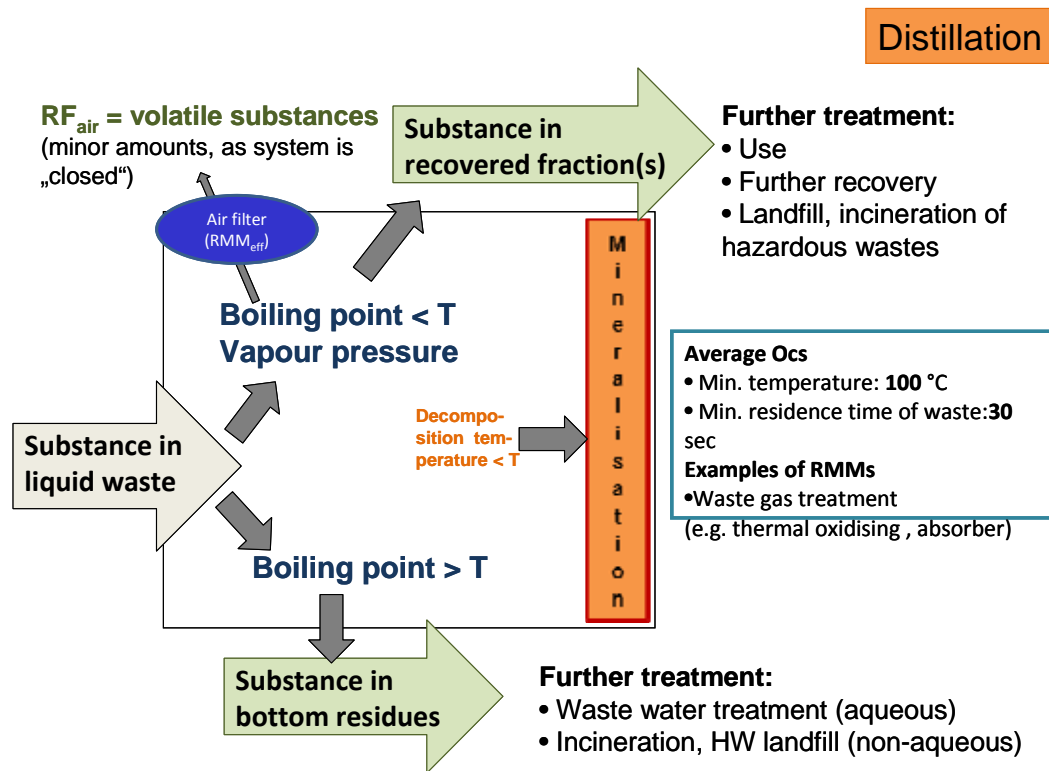 Distillation
RFair = volatile substances
(minor amounts, as system is
„closed“)
Substance in
recovered fraction(s)
Further treatment:
• Use
• Further recovery
• Landfill, incineration of
hazardous wastes
Air filter
(RMMeff)
Boiling point < T
Vapour pressure
Mineralisation
Average Ocs
• Min. temperature: 100 °C
• Min. residence time of waste:30
sec
Examples of RMMs
•Waste gas treatment
(e.g. thermal oxidising , absorber)
Decompo-
sition tem-
perature < T
Substance in
liquid waste
Boiling point > T
Substance in
bottom residues
Further treatment:
• Waste water treatment (aqueous)
• Incineration, HW landfill (non-aqueous)